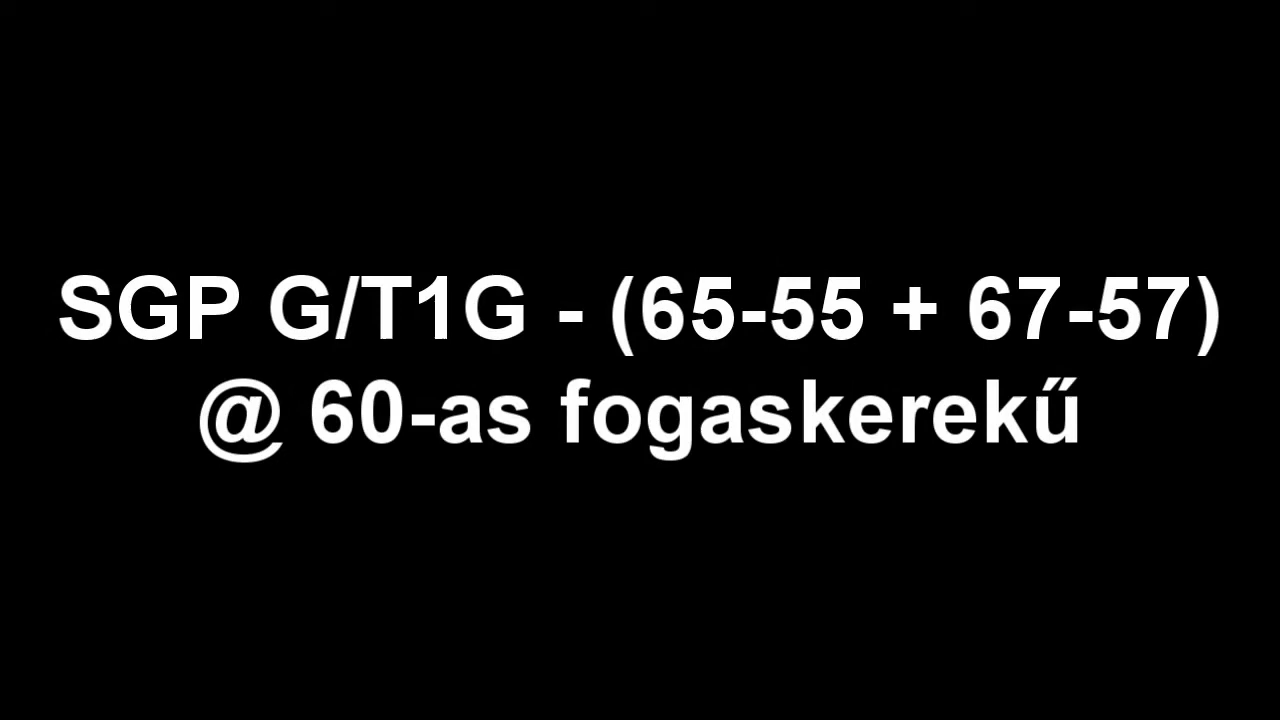 SGP G/T1G - (65-55 + 67-57)
@ 60-as fogaskerekű